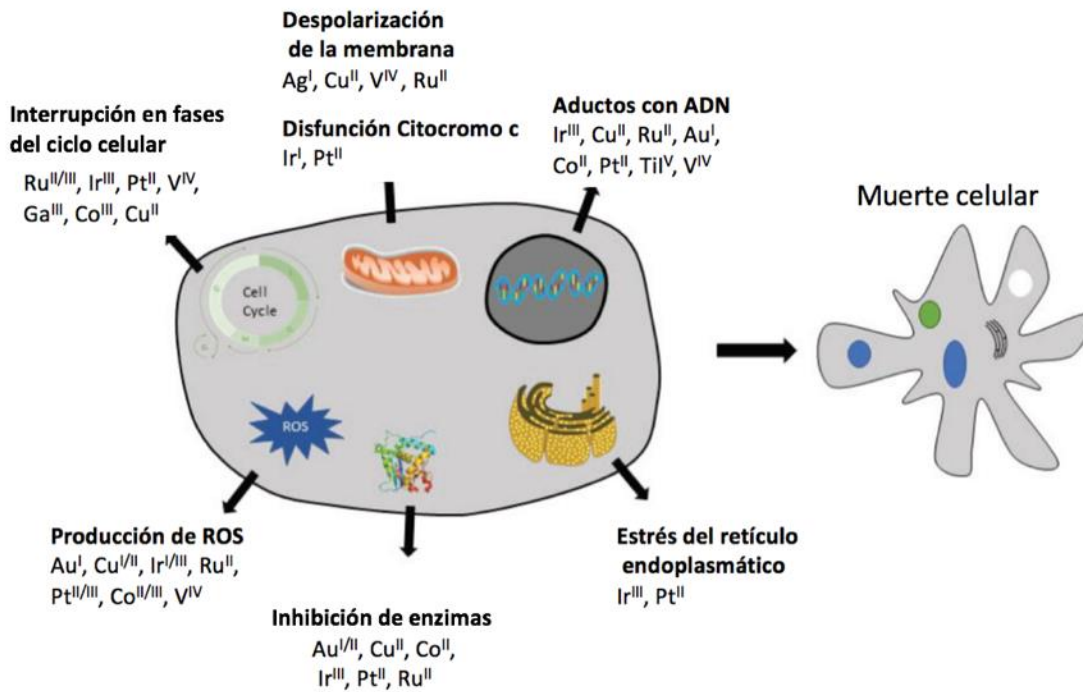 Despolarización
de la membrana
Ag^I, Cu^II, V^IV, Ru^II
Disfunción Citocromo c
Ir^I, Pt^II
Interrupción en fases
del ciclo celular
Ru^II/III, Ir^III, Pt^II, V^IV,
Ga^III, Co^III, Cu^II
Aductos con ADN
Ir^III, Cu^II, Ru^II, Au^I,
Co^II, Pt^II, TiI^V, V^IV
Muerte celular
Cell
Cycle
ROS
Producción de ROS
Au^I, Cu^I/II, Ir^I/III, Ru^II,
Pt^II/III, Co^II/III, V^IV
Inhibición de enzimas
Au^I/II, Cu^II, Co^II,
Ir^III, Pt^II, Ru^II
Estrés del retículo
endoplasmático
Ir^III, Pt^II